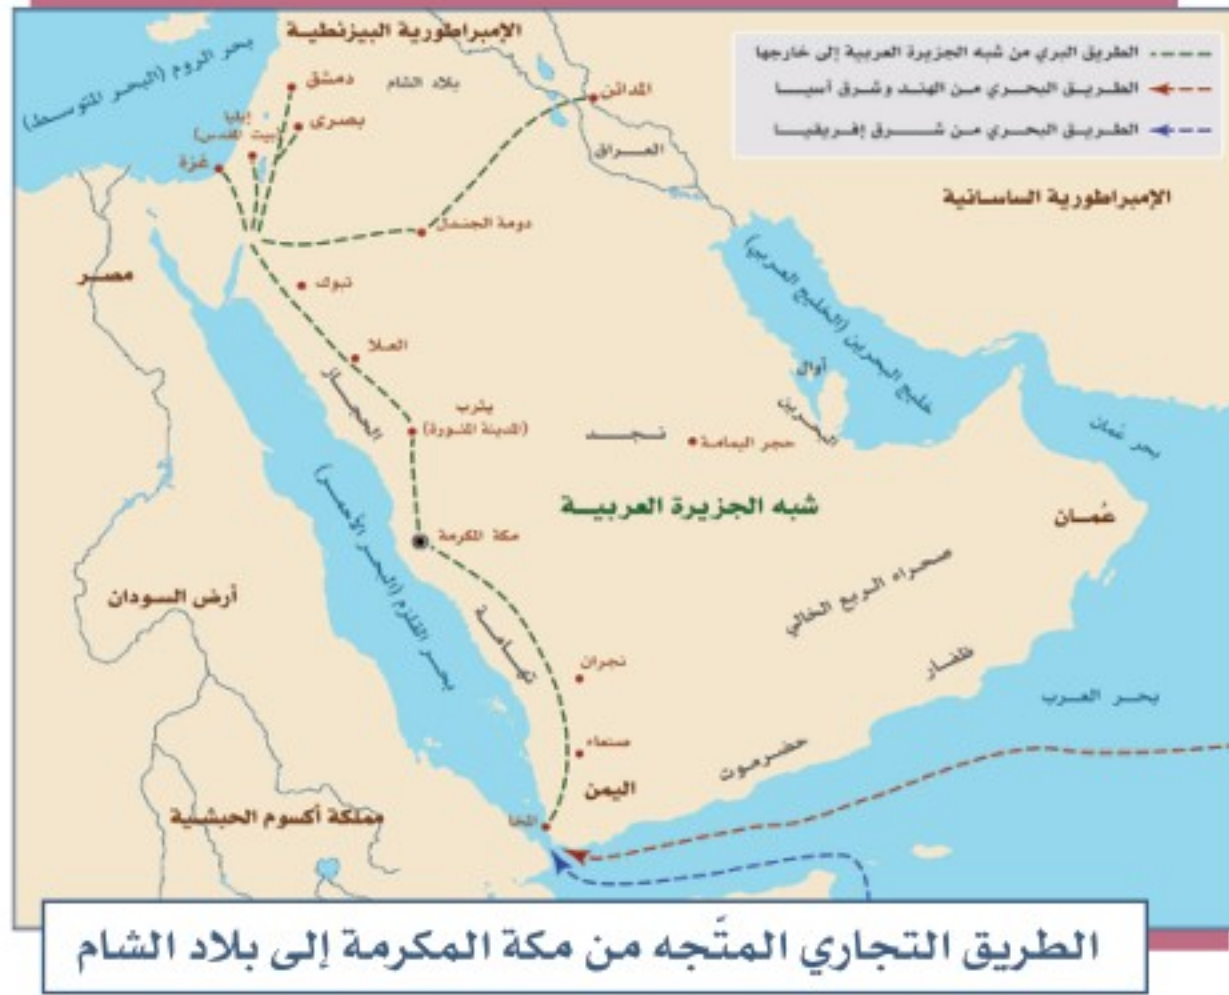 الإمبراطورية البيزنطية
بحر الروم (البحر المتوسط)
دمشق
بلاد الشام
المدائن
إيليا
(بيت المقدس)
بصرى
غزة
العراق
الطريق البري من شبه الجزيرة العربية إلى خارجها
الطريق البحري من الهند وشرق آسيا
الطريق البحري من شرق إفريقيا
الإمبراطورية الساسانية
دومة الجندل
مصر
تبوك
خليج البحرين (الخليج العربي)
العلا
الحجاز
أوال
البحرين
يثرب
(المدينة المنورة)
نجد
حجر اليمامة
بحر عُمان
شبه الجزيرة العربية
عُمان
مكة المكرمة
بحر القلزم (البحر الأحمر)
صحراء الربع الخالي
أرض السودان
تهامة
نجران
ظفار
بحر العرب
صنعاء
حضرموت
اليمن
المخا
مملكة أكسوم الحبشية
الطريق التجاري المتّجه من مكة المكرمة إلى بلاد الشام